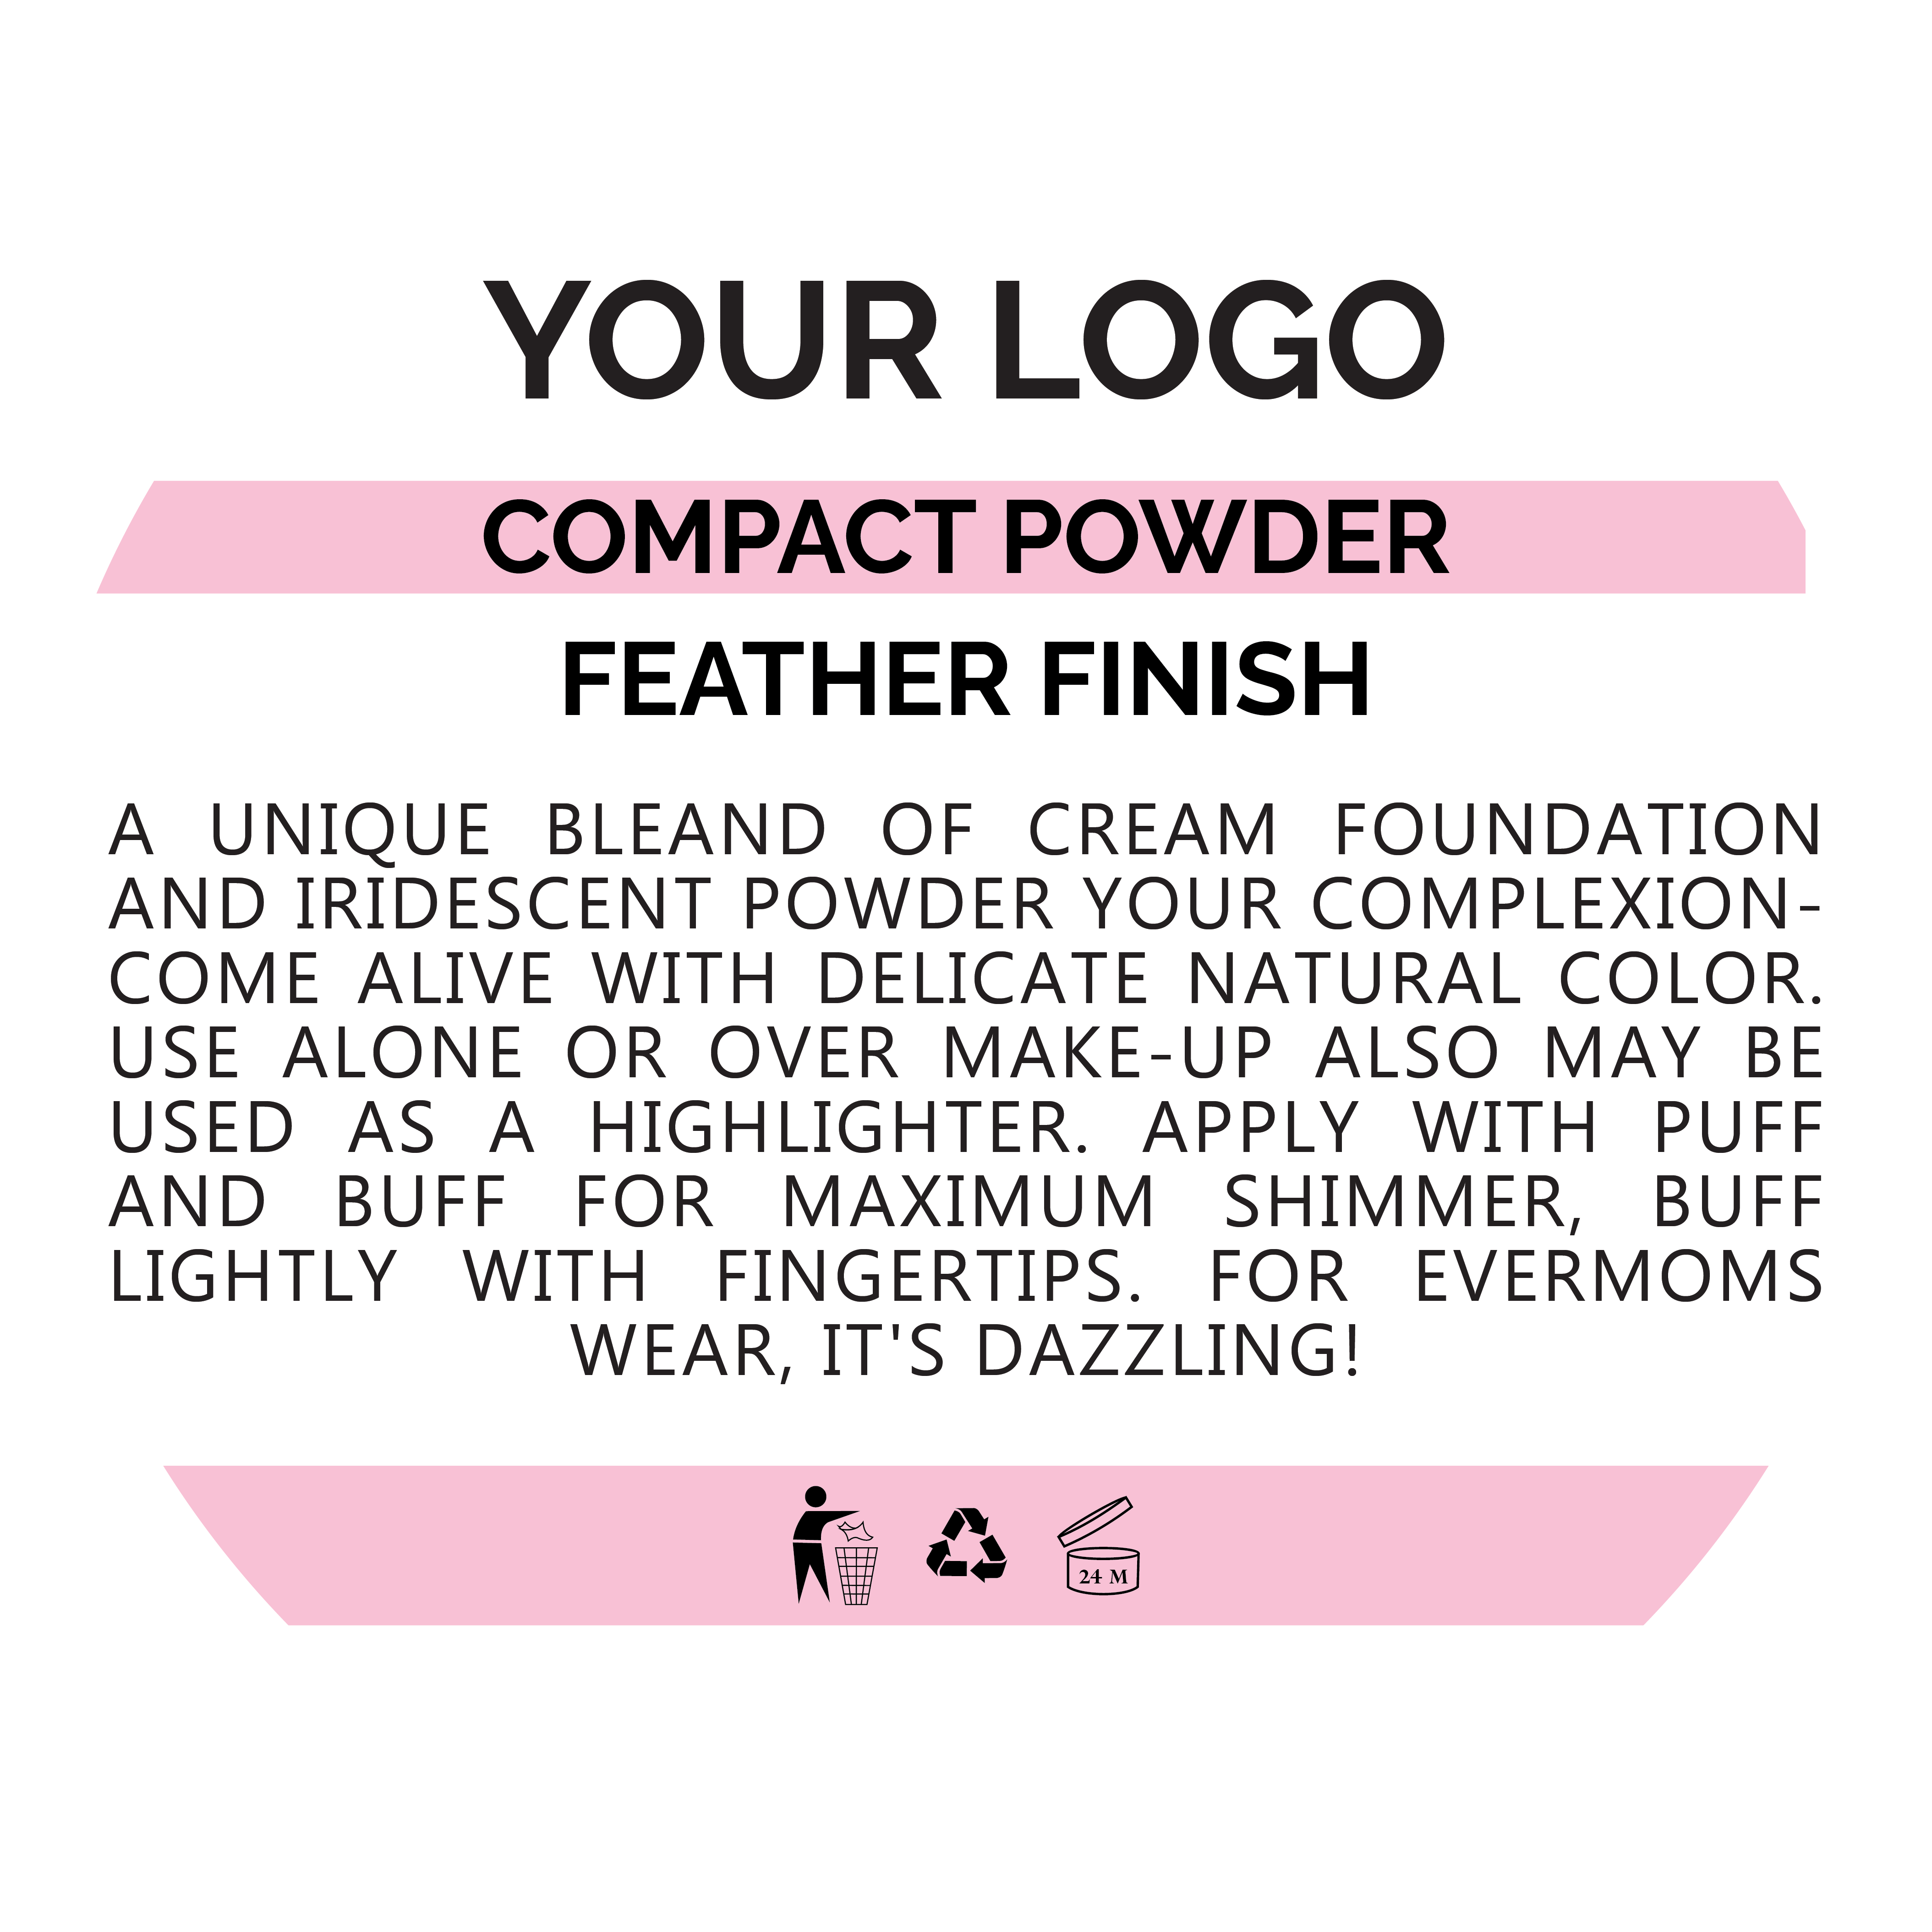 YOUR LOGO
COMPACT POWDER
FEATHER FINISH
A UNIQUE BLEAND OF CREAM FOUNDATION
AND IRIDESCENT POWDER YOUR COMPLEXION-
COME ALIVE WITH DELICATE NATURAL COLOR.
USE ALONE OR OVER MAKE-UP ALSO MAY BE
USED AS A HIGHLIGHTER. APPLY WITH PUFF
AND BUFF FOR MAXIMUM SHIMMER, BUFF
LIGHTLY WITH FINGERTIPS. FOR EVERMOMS
WEAR, IT'S DAZZLING!
24 M